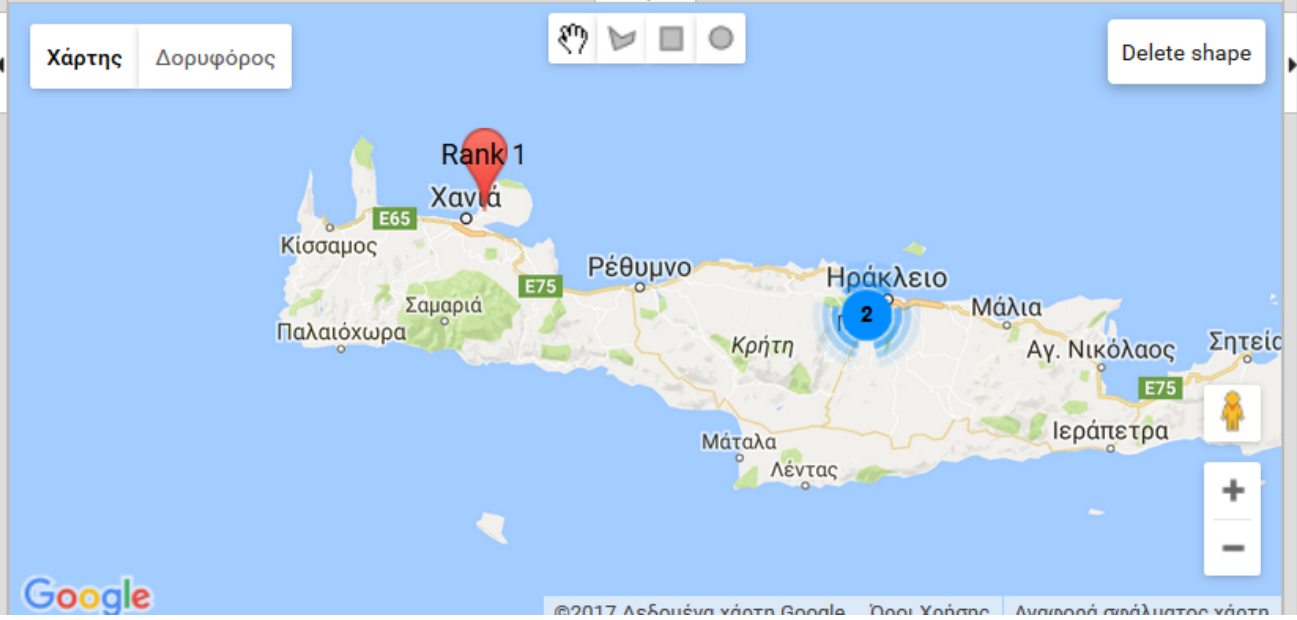 Χάρτης
Δορυφόρος
Delete shape
Rank 1
Χανιά
E65
Κίσσαμος
Ρέθυμνο
Ηράκλειο
E75
Σαμαριά
Μάλια
2
Παλαιόχωρα
Κρήτη
Αγ. Νικόλαος
Σητεία
E75
Ιεράπετρα
Μάταλα
Λέντας
Google
©2017 Δεδομένα χάρτη Google
Όροι Χρήσης
Αναφορά σφάλματος χάρτη